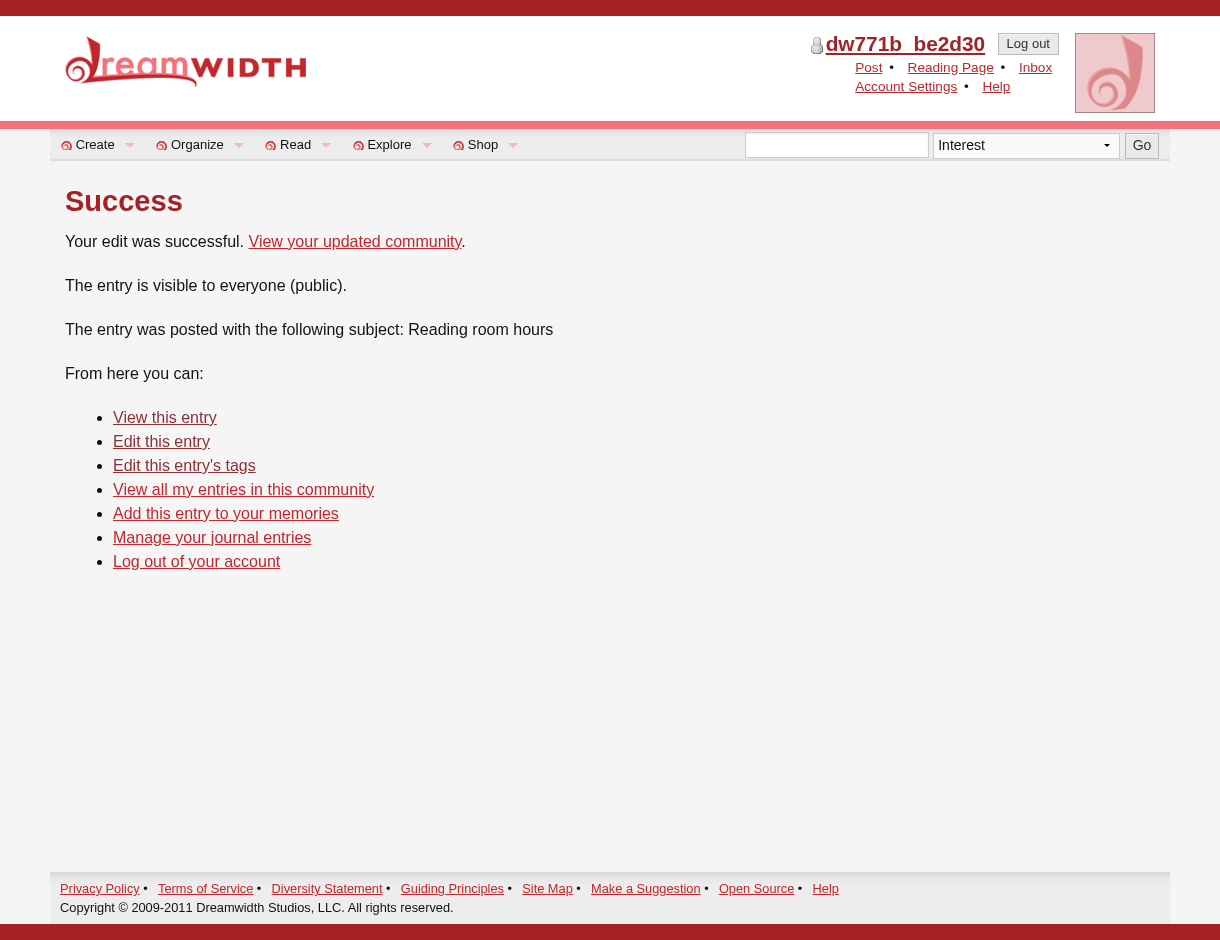 dreamwidth
dw771b_be2d30 Log out
Post • Reading Page • Inbox
Account Settings • Help
Create Organize Read Explore Shop Interest Go
Success
Your edit was successful. View your updated community.
The entry is visible to everyone (public).
The entry was posted with the following subject: Reading room hours
From here you can:
• View this entry
• Edit this entry
• Edit this entry's tags
• View all my entries in this community
• Add this entry to your memories
• Manage your journal entries
• Log out of your account
Privacy Policy • Terms of Service • Diversity Statement • Guiding Principles • Site Map • Make a Suggestion • Open Source • Help
Copyright © 2009-2011 Dreamwidth Studios, LLC. All rights reserved.